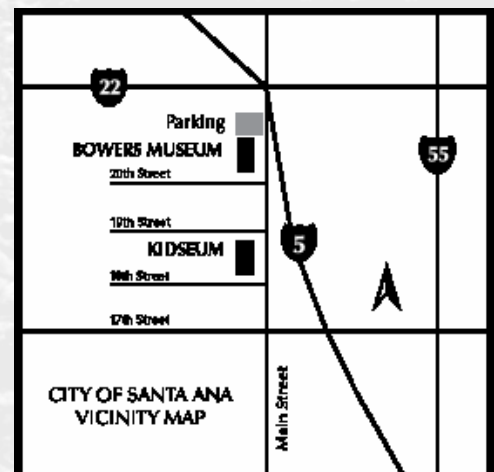 22
Parking
BOWERS MUSEUM
20th Street
55
19th Street
5
KIDSEUM
18th Street
17th Street
CITY OF SANTA ANA
VICINITY MAP
Main Street